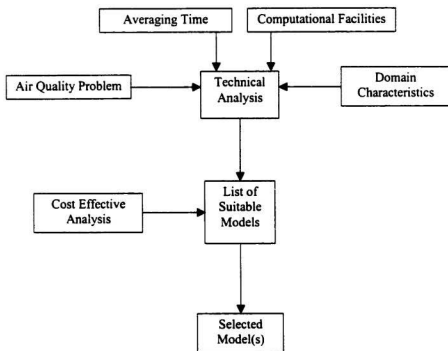 Averaging Time
Computational Facilities
Air Quality Problem
Technical
Analysis
Domain
Characteristics
Cost Effective
Analysis
List of
Suitable
Models
Selected
Model(s)